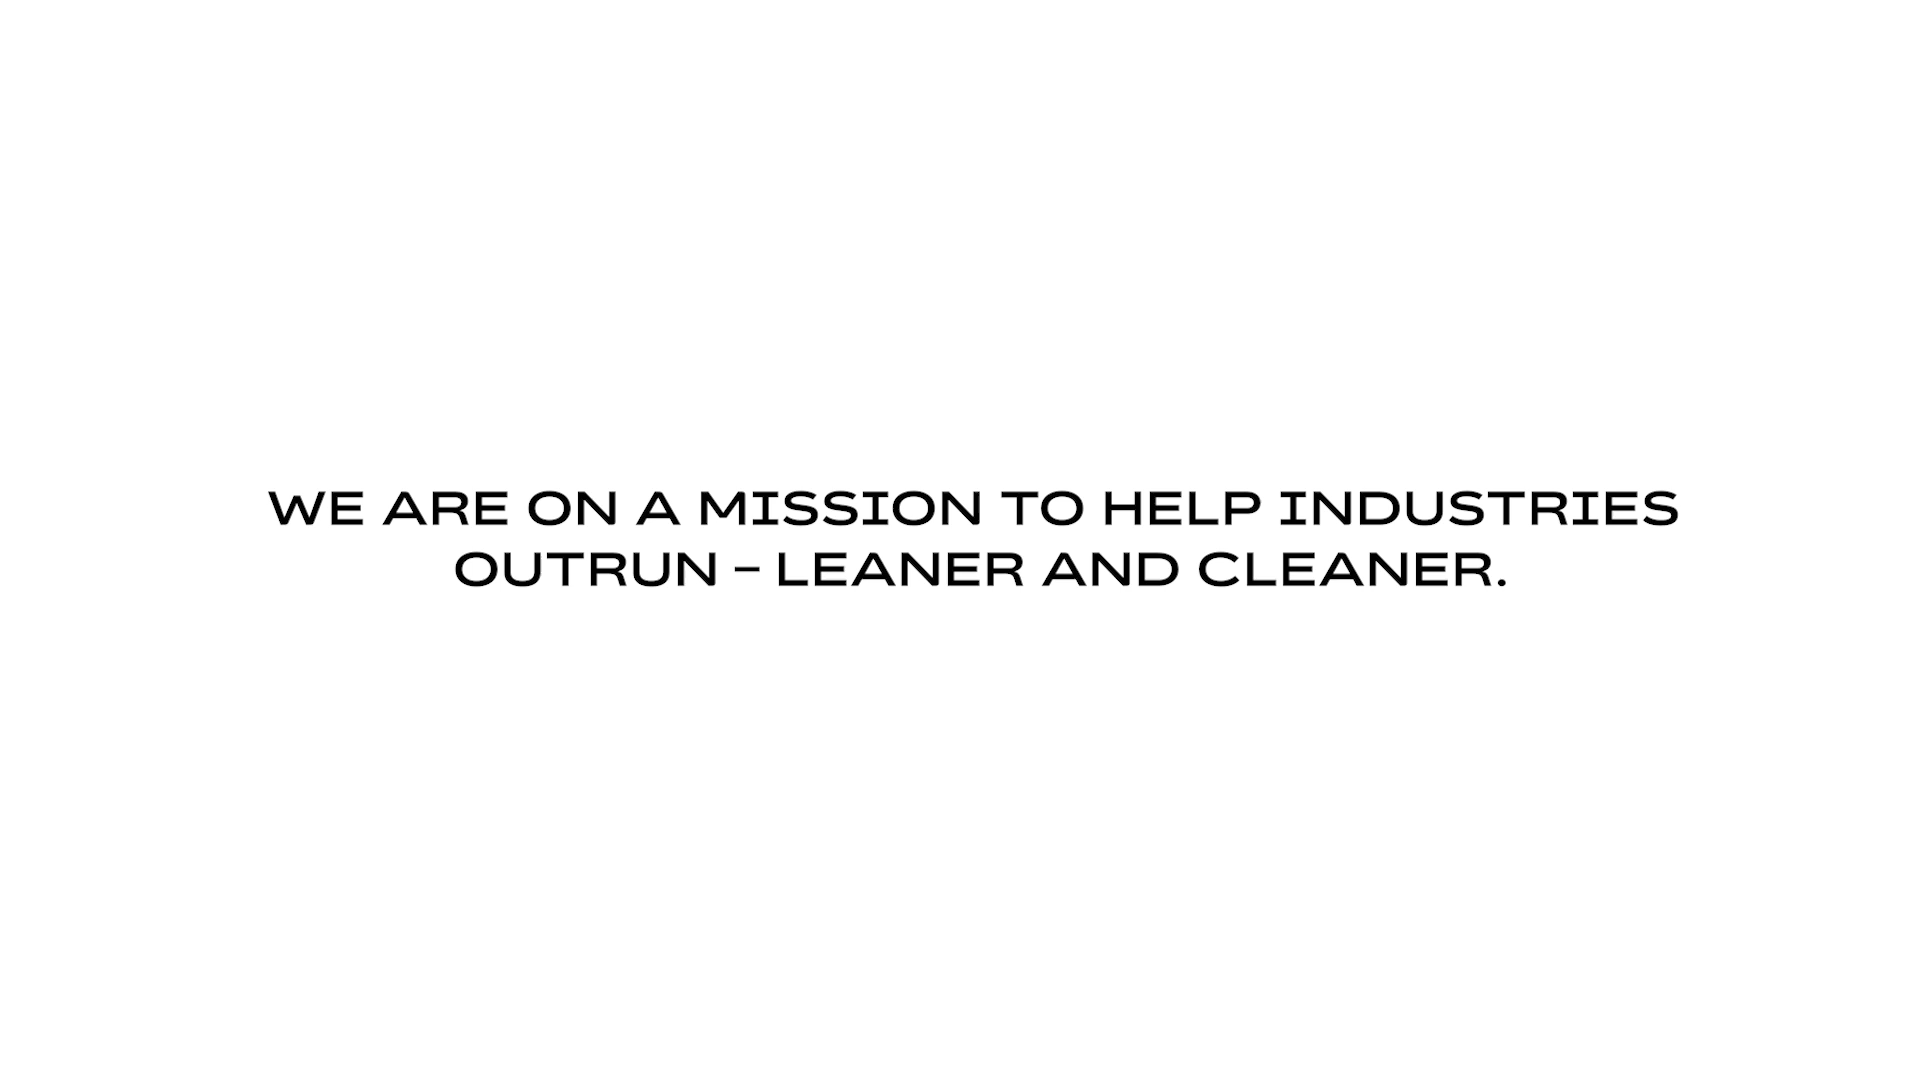 WE ARE ON A MISSION TO HELP INDUSTRIES
OUTRUN – LEANER AND CLEANER.